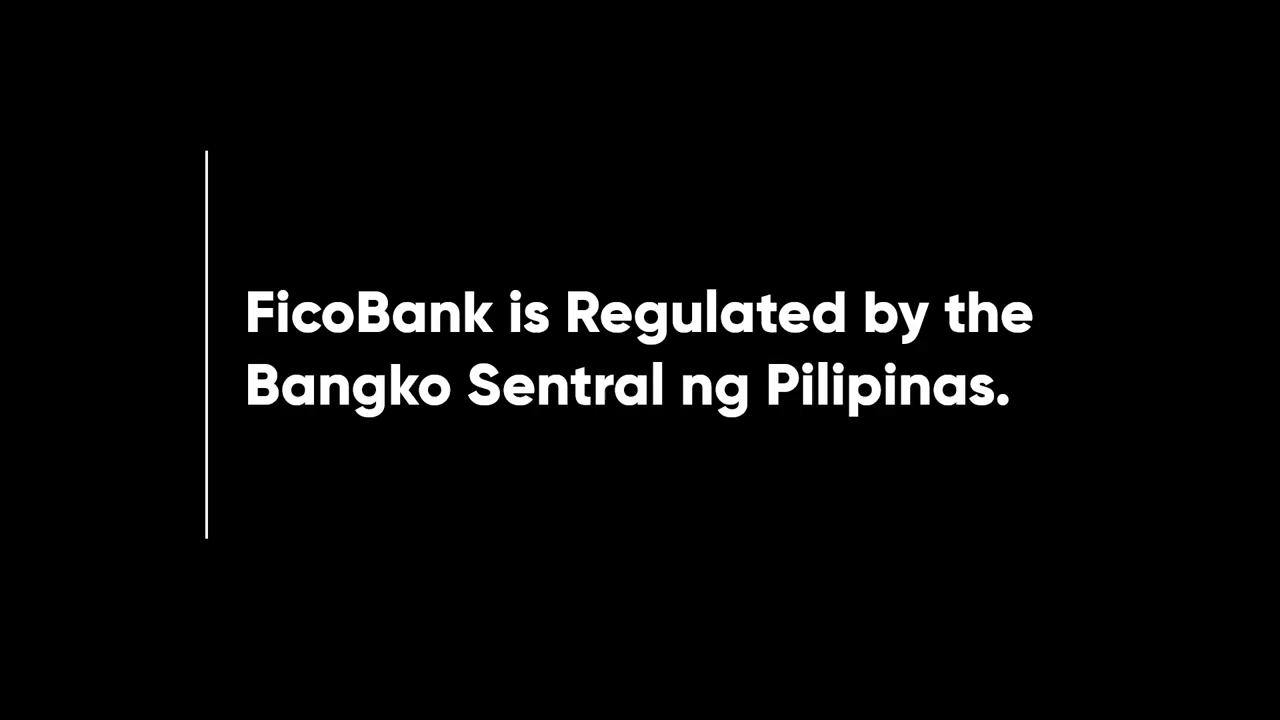 FicoBank is Regulated by the
Bangko Sentral ng Pilipinas.